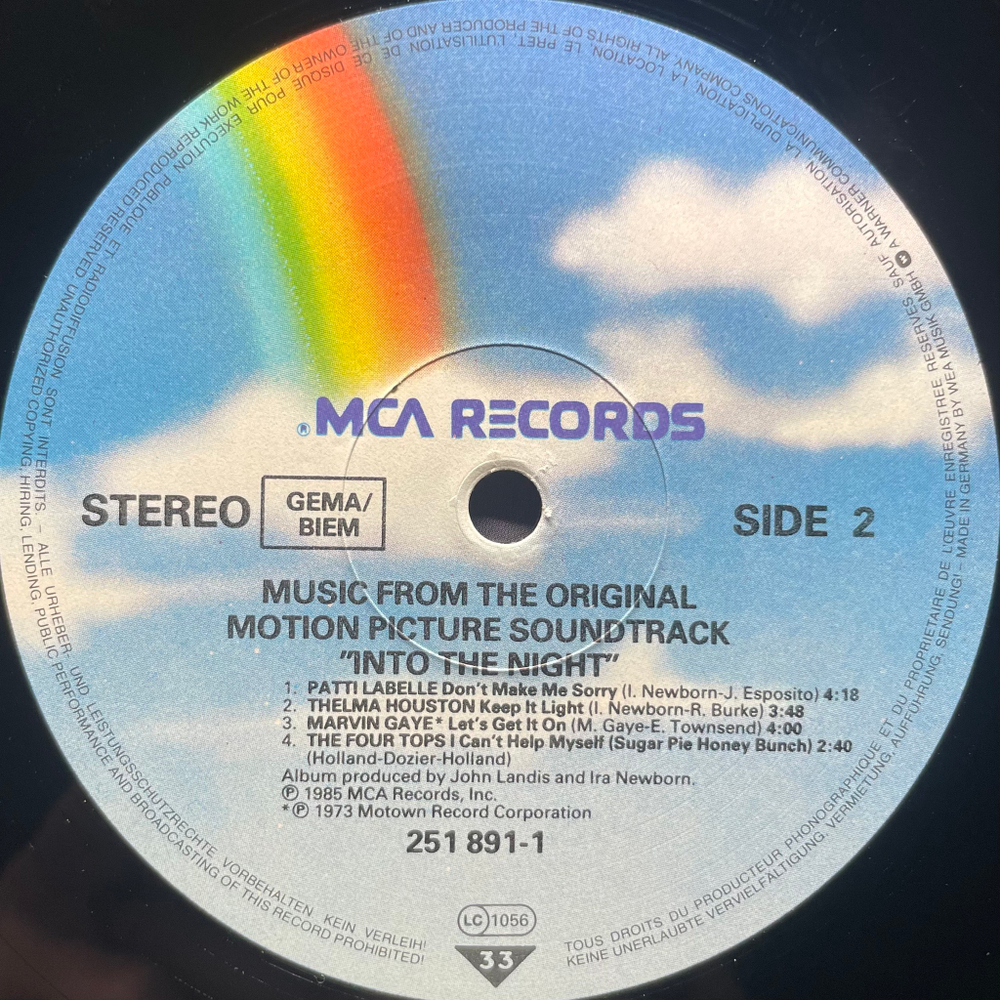 ® MCA RECORDS
STEREO
GEMA/
BIEM
SIDE 2
MUSIC FROM THE ORIGINAL
MOTION PICTURE SOUNDTRACK
"INTO THE NIGHT"
1. PATTI LABELLE Don't Make Me Sorry (I. Newborn-J. Esposito) 4:18
2. THELMA HOUSTON Keep It Light (I. Newborn-R. Burke) 3:48
3. MARVIN GAYE* Let's Get It On (M. Gaye-E. Townsend) 4:00
4. THE FOUR TOPS I Can't Help Myself (Sugar Pie Honey Bunch) 2:40
(Holland-Dozier-Holland)
Album produced by John Landis and Ira Newborn.
℗ 1985 MCA Records, Inc.
*℗ 1973 Motown Record Corporation
251 891-1
LC 1056
33
TOUS DROITS DU PRODUCTEUR PHONOGRAPHIQUE ET DU PROPRIETAIRE DE L'ŒUVRE ENREGISTREE RESERVES SAUF AUTORISATION. LA DUPLICATION, LA LOCATION, LE PRET, L'UTILISATION DE CE DISQUE POUR EXECUTION PUBLIQUE ET RADIODIFFUSION SONT INTERDITS. – ALLE URHEBER- UND LEISTUNGSSCHUTZRECHTE VORBEHALTEN KEIN VERLEIH!
KEINE UNERLAUBTE VERVIELFÄLTIGUNG, VERMIETUNG, AUFFÜHRUNG, SENDUNG! – MADE IN GERMANY BY WEA MUSIK GMBH A WARNER COMMUNICATIONS COMPANY. ALL RIGHTS OF THE PRODUCER AND OF THE OWNER OF THE WORK REPRODUCED RESERVED. UNAUTHORIZED COPYING, HIRING, LENDING, PUBLIC PERFORMANCE AND BROADCASTING OF THIS RECORD PROHIBITED!